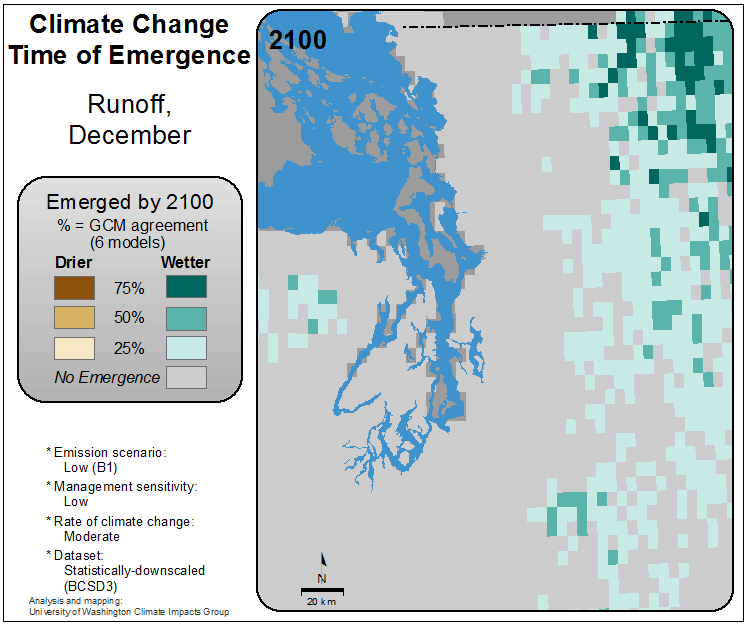 Climate Change
Time of Emergence
Runoff,
December
Emerged by 2100
% = GCM agreement
(6 models)
Drier Wetter
75%
50%
25%
No Emergence
* Emission scenario:
Low (B1)
* Management sensitivity:
Low
* Rate of climate change:
Moderate
* Dataset:
Statistically-downscaled
(BCSD3)
Analysis and mapping:
University of Washington Climate Impacts Group
2100
N
20 km